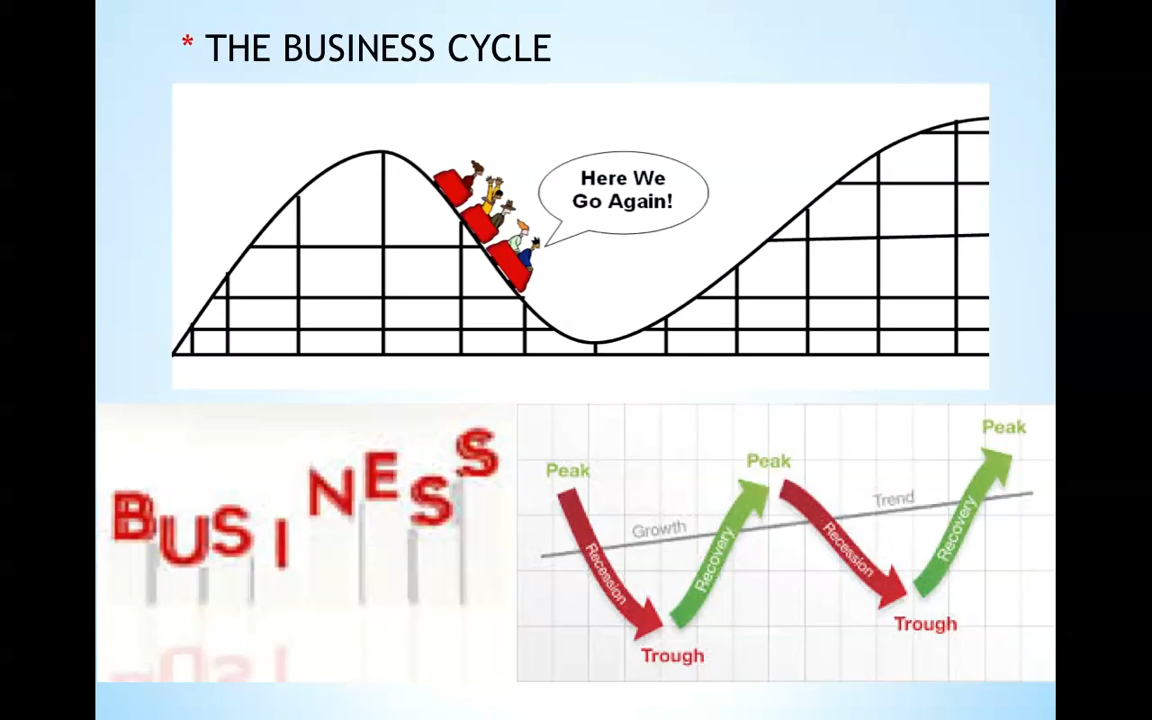 * THE BUSINESS CYCLE
Here We
Go Again!
BUSINESS
Peak
Peak
Peak
Growth
Trend
Recession
Recovery
Recession
Recovery
Trough
Trough